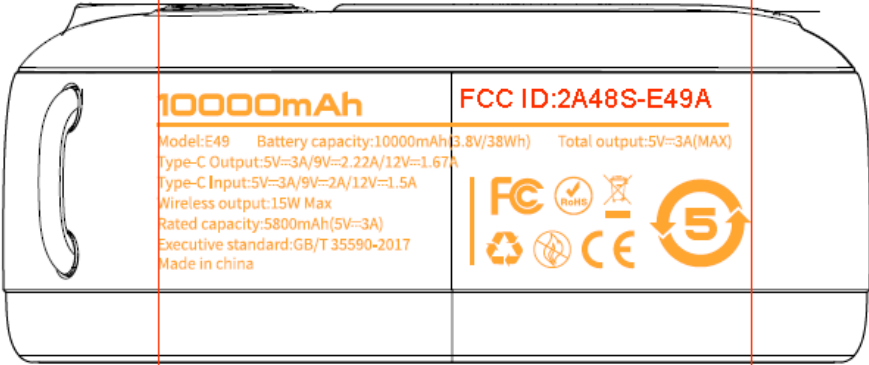 10000mAh
FCC ID:2A48S-E49A
Model:E49 Battery capacity:10000mAh(3.8V/38Wh) Total output:5V⎓3A(MAX)
Type-C Output:5V⎓3A/9V⎓2.22A/12V⎓1.67A
Type-C Input:5V⎓3A/9V⎓2A/12V⎓1.5A
Wireless output:15W Max
Rated capacity:5800mAh(5V⎓3A)
Executive standard:GB/T 35590-2017
Made in china
FC
RoHS
5
CE